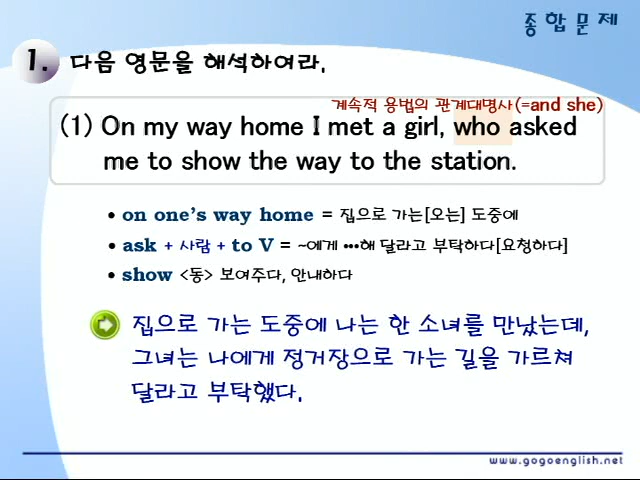 종합문제
1. 다음 영문을 해석하여라.
계속적 용법의 관계대명사(=and she)
(1) On my way home I met a girl, who asked
me to show the way to the station.
• on one's way home = 집으로 가는[오는] 도중에
• ask + 사람 + to V = ~에게 •••해 달라고 부탁하다[요청하다]
• show <동> 보여주다, 안내하다
집으로 가는 도중에 나는 한 소녀를 만났는데,
그녀는 나에게 정거장으로 가는 길을 가르쳐
달라고 부탁했다.
www.gogoenglish.net